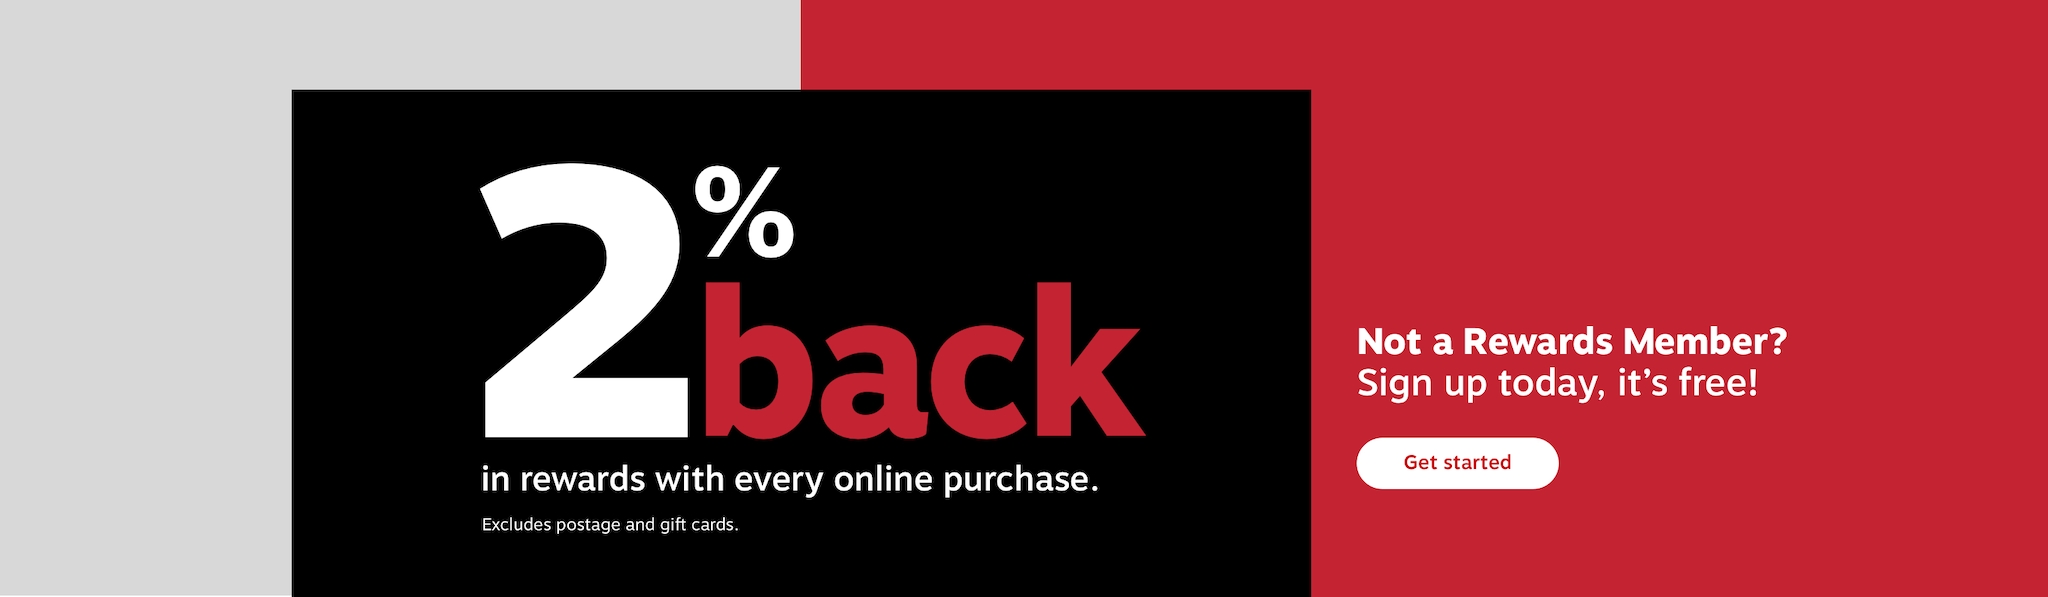 2% back
in rewards with every online purchase.
Excludes postage and gift cards.
Not a Rewards Member?
Sign up today, it’s free!
Get started